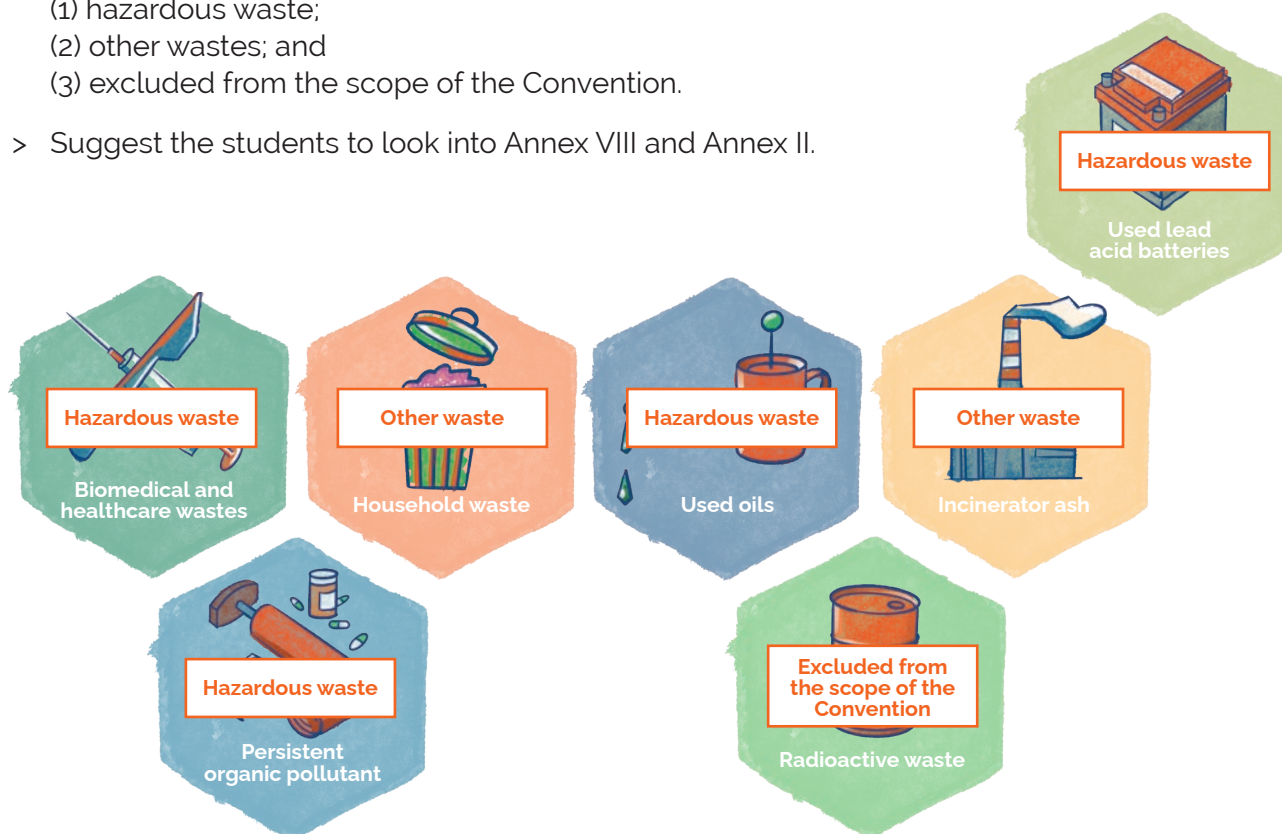 (1) hazardous waste;
(2) other wastes; and
(3) excluded from the scope of the Convention.
> Suggest the students to look into Annex VIII and Annex II.
Hazardous waste
Used lead
acid batteries
Hazardous waste
Biomedical and
healthcare wastes
Other waste
Household waste
Hazardous waste
Used oils
Other waste
Incinerator ash
Hazardous waste
Persistent
organic pollutant
Excluded from
the scope of the
Convention
Radioactive waste